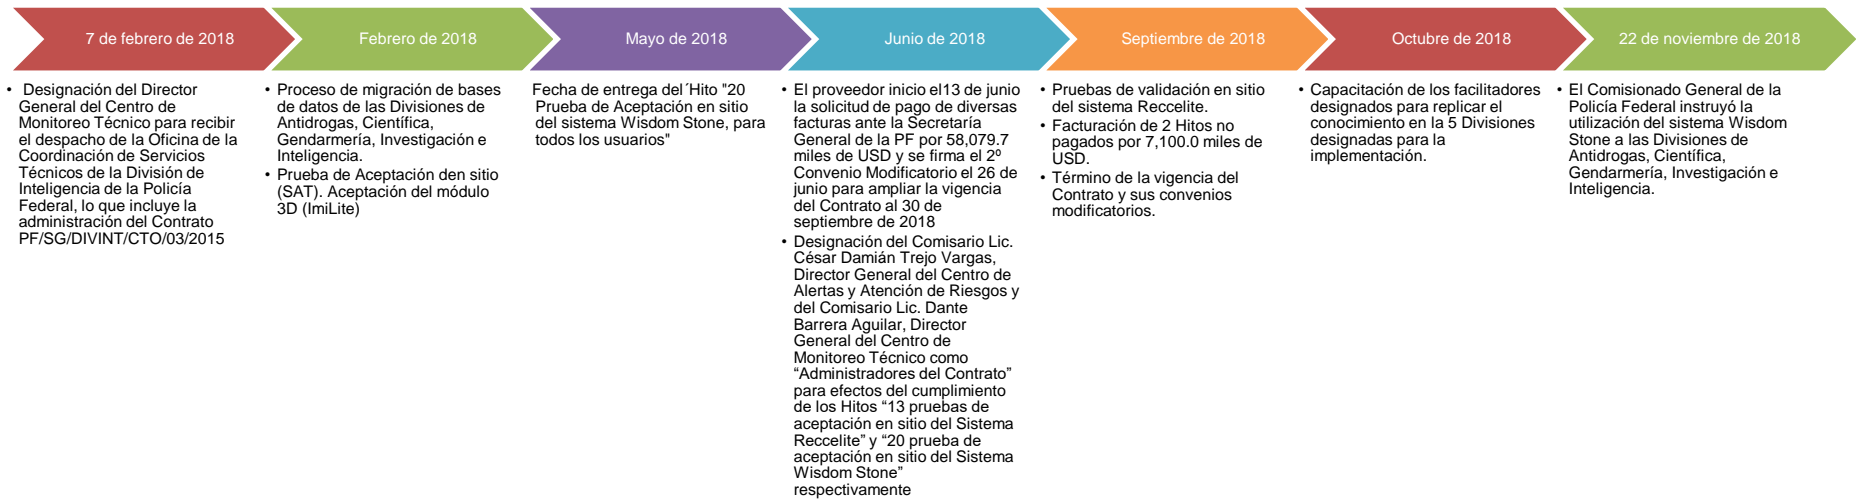 7 de febrero de 2018
Febrero de 2018
Mayo de 2018
Junio de 2018
Septiembre de 2018
Octubre de 2018
22 de noviembre de 2018
• Designación del Director
General del Centro de
Monitoreo Técnico para recibir
el despacho de la Oficina de la
Coordinación de Servicios
Técnicos de la División de
Inteligencia de la Policía
Federal, lo que incluye la
administración del Contrato
PF/SG/DIVINT/CTO/03/2015
• Proceso de migración de bases
de datos de las Divisiones de
Antidrogas, Científica,
Gendarmería, Investigación e
Inteligencia.
• Prueba de Aceptación den sitio
(SAT). Aceptación del módulo
3D (ImiLite)
Fecha de entrega del´Hito "20
Prueba de Aceptación en sitio
del sistema Wisdom Stone, para
todos los usuarios"
• El proveedor inicio el13 de junio
la solicitud de pago de diversas
facturas ante la Secretaría
General de la PF por 58,079.7
miles de USD y se firma el 2º
Convenio Modificatorio el 26 de
junio para ampliar la vigencia
del Contrato al 30 de
septiembre de 2018
• Designación del Comisario Lic.
César Damián Trejo Vargas,
Director General del Centro de
Alertas y Atención de Riesgos y
del Comisario Lic. Dante
Barrera Aguilar, Director
General del Centro de
Monitoreo Técnico como
“Administradores del Contrato”
para efectos del cumplimiento
de los Hitos “13 pruebas de
aceptación en sitio del Sistema
Reccelite” y “20 prueba de
aceptación en sitio del Sistema
Wisdom Stone”
respectivamente
• Pruebas de validación en sitio
del sistema Reccelite.
• Facturación de 2 Hitos no
pagados por 7,100.0 miles de
USD.
• Término de la vigencia del
Contrato y sus convenios
modificatorios.
• Capacitación de los facilitadores
designados para replicar el
conocimiento en la 5 Divisiones
designadas para la
implementación.
• El Comisionado General de la
Policía Federal instruyó la
utilización del sistema Wisdom
Stone a las Divisiones de
Antidrogas, Científica,
Gendarmería, Investigación e
Inteligencia.